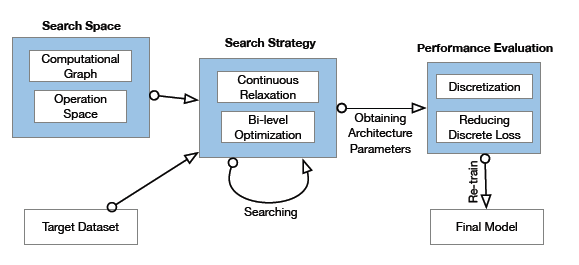 Search Space
Computational
Graph
Operation
Space
Target Dataset
Search Strategy
Continuous
Relaxation
Bi-level
Optimization
Searching
Obtaining
Architecture
Parameters
Performance Evaluation
Discretization
Reducing
Discrete Loss
Re-train
Final Model